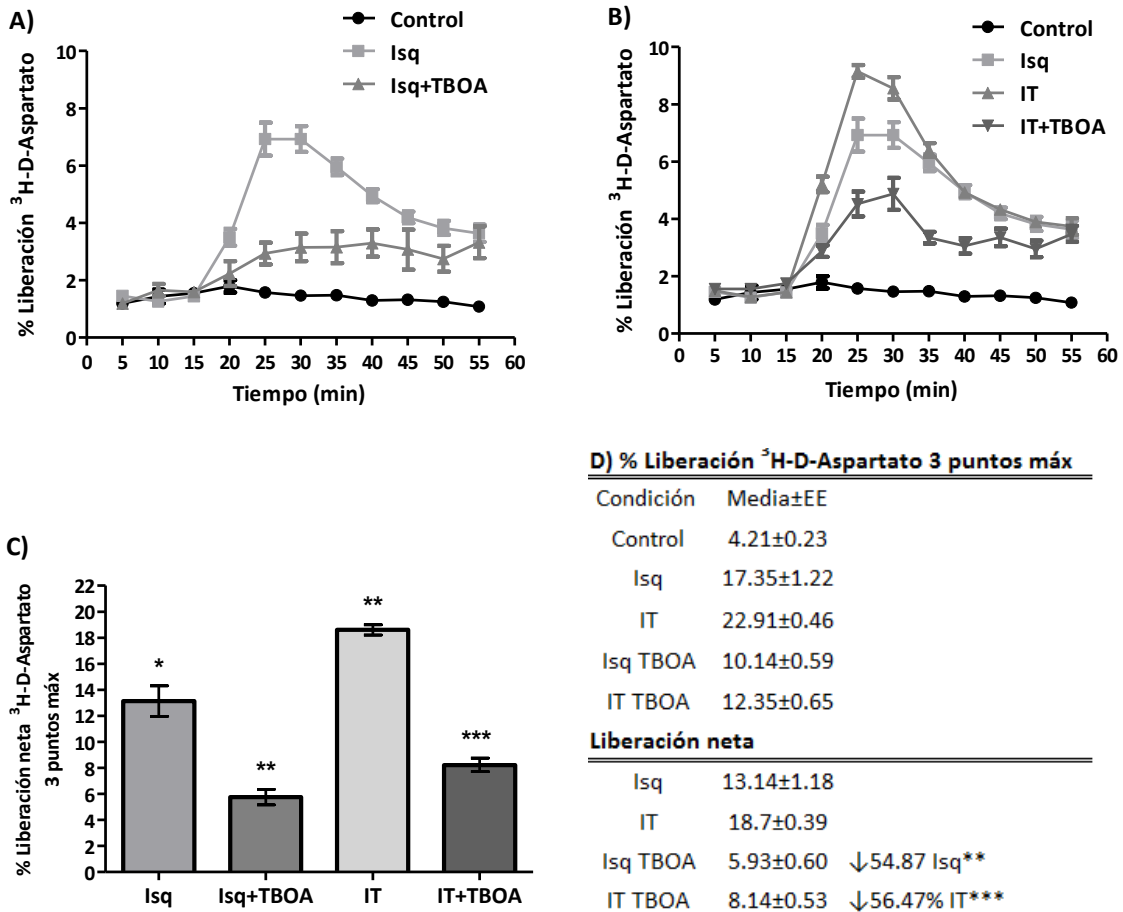 A)
Control
Isq
Isq+TBOA
% Liberación ³H-D-Aspartato
10
8
6
4
2
0
0 5 10 15 20 25 30 35 40 45 50 55 60
Tiempo (min)
B)
Control
Isq
IT
IT+TBOA
% Liberación ³H-D-Aspartato
10
8
6
4
2
0
0 5 10 15 20 25 30 35 40 45 50 55 60
Tiempo (min)
C)
% Liberación neta ³H-D-Aspartato
3 puntos máx
22
20
18
16
14
12
10
8
6
4
2
0
*
**
**
***
Isq Isq+TBOA IT IT+TBOA
D) % Liberación ³H-D-Aspartato 3 puntos máx
Condición Media±EE
Control 4.21±0.23
Isq 17.35±1.22
IT 22.91±0.46
Isq TBOA 10.14±0.59
IT TBOA 12.35±0.65
Liberación neta
Isq 13.14±1.18
IT 18.7±0.39
Isq TBOA 5.93±0.60 ↓54.87 Isq**
IT TBOA 8.14±0.53 ↓56.47% IT***